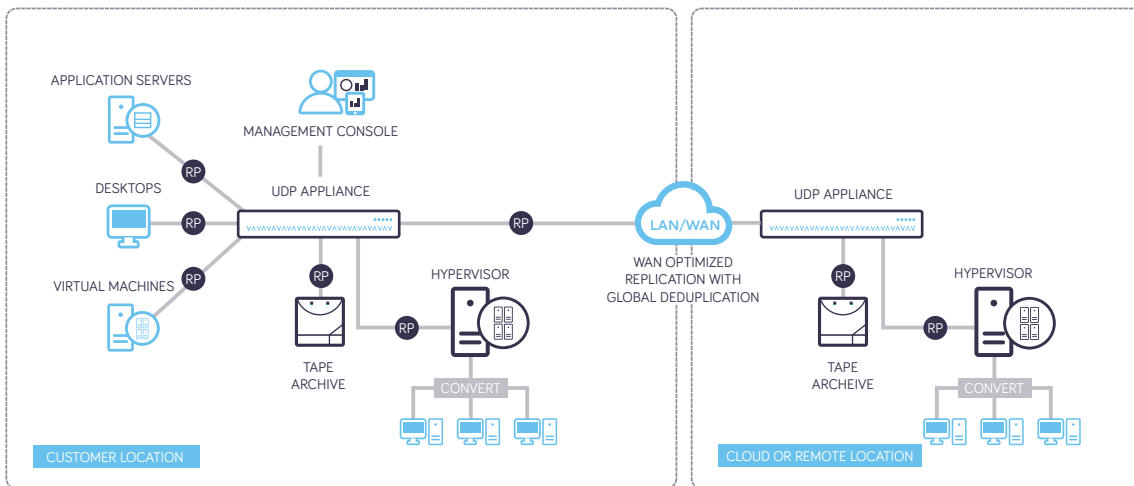 APPLICATION SERVERS
MANAGEMENT CONSOLE
RP
DESKTOPS
UDP APPLIANCE
UDP APPLIANCE
RP
RP
LAN/WAN
VIRTUAL MACHINES
RP
RP
RP
WAN OPTIMIZED
REPLICATION WITH
GLOBAL DEDUPLICATION
HYPERVISOR
HYPERVISOR
RP
RP
TAPE
ARCHIVE
TAPE
ARCHEIVE
CONVERT
CONVERT
CUSTOMER LOCATION
CLOUD OR REMOTE LOCATION